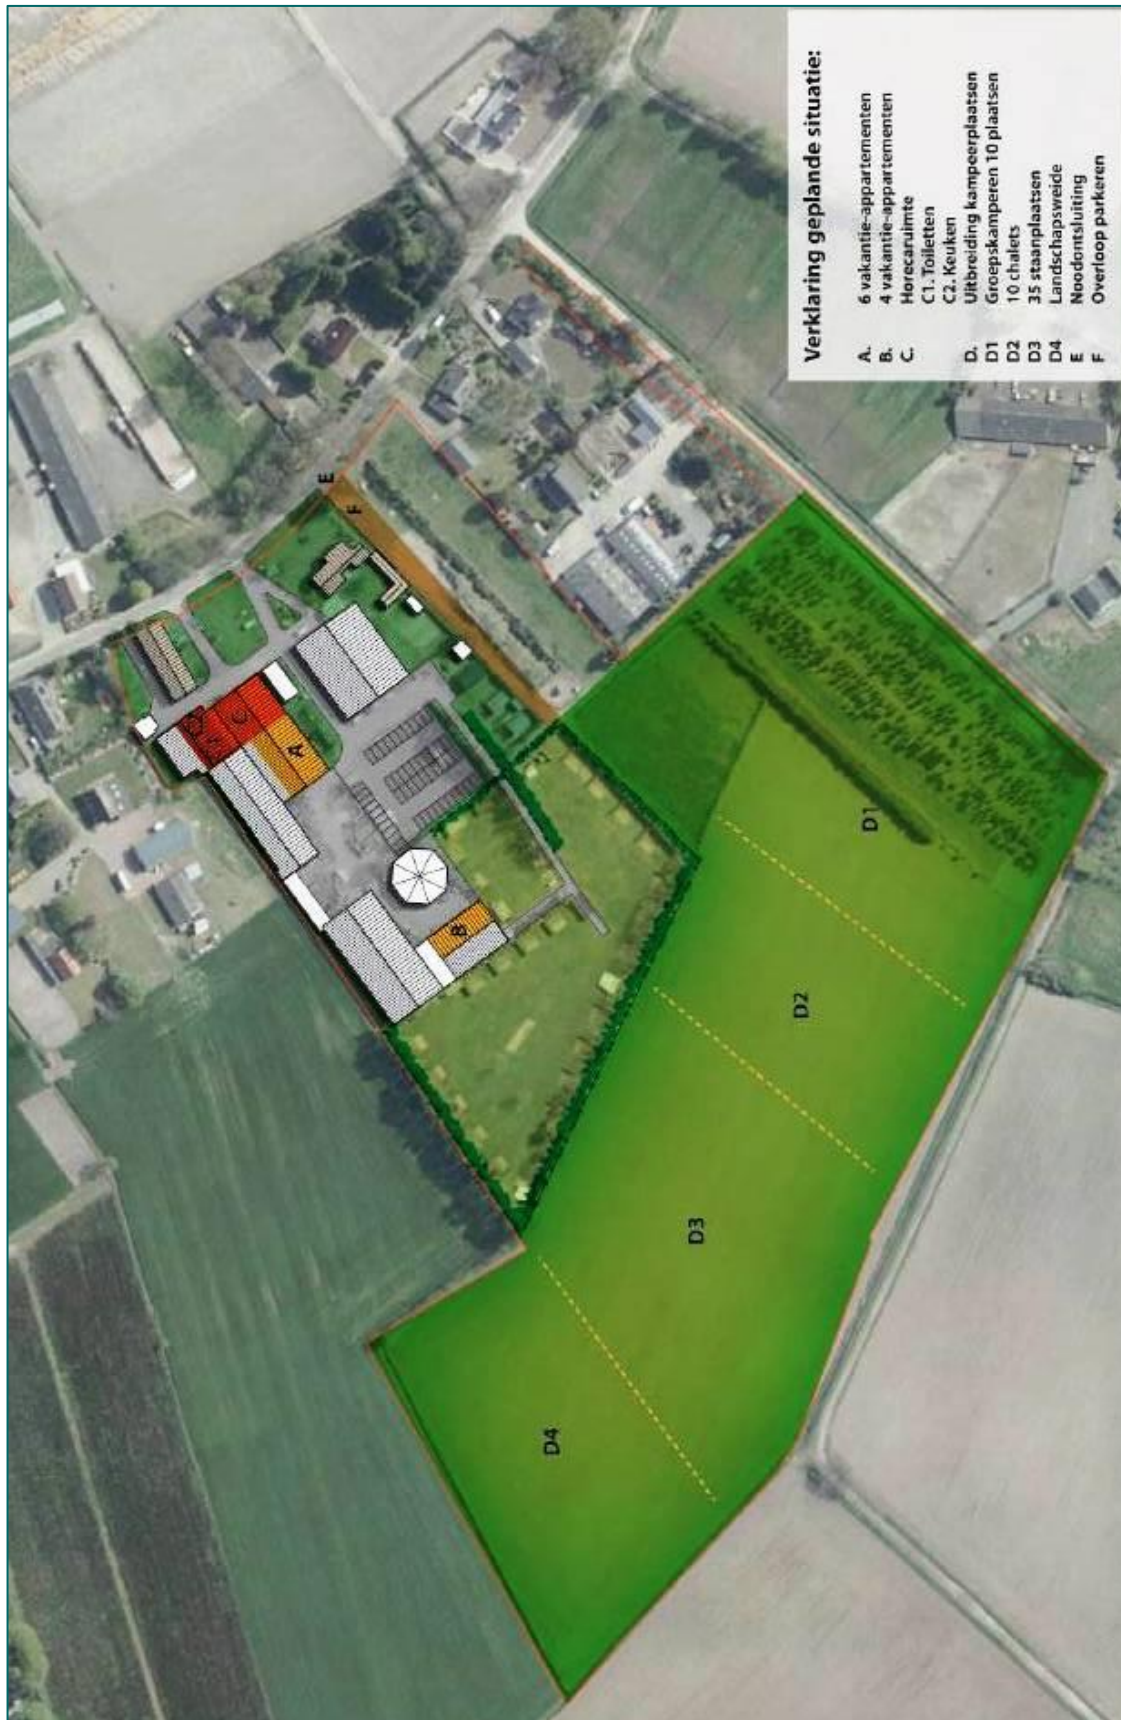 Verklaring geplande situatie:
A. 6 vakantie-appartementen
B. 4 vakantie-appartementen
C. Horecaruimte
C1. Toiletten
C2. Keuken
D. Uitbreiding kampeerplaatsen
D1 Groepskamperen 10 plaatsen
D2 10 chalets
D3 35 staanplaatsen
D4 Landschapsweide
E Noodontsluiting
F Overloop parkeren
E
F
C
A
B
D1
D2
D3
D4